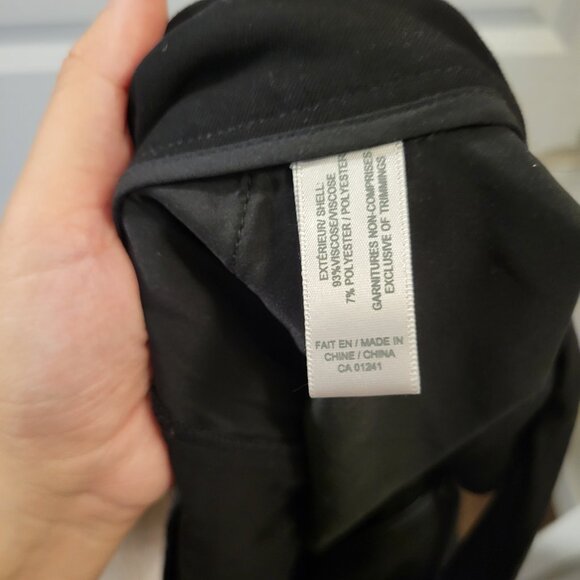 EXTÉRIEUR/ SHELL:
93%VISCOSE/VISCOSE
7% POLYESTER / POLYESTER
GARNITURES NON-COMPRISES
EXCLUSIVE OF TRIMMINGS
FAIT EN / MADE IN
CHINE / CHINA
CA 01241